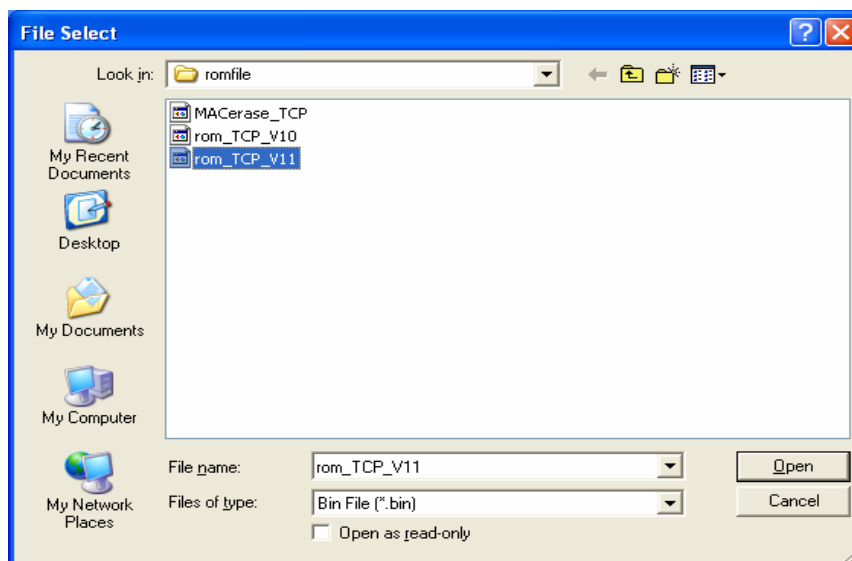 File Select
Look in: romfile
MACerase_TCP
rom_TCP_V10
rom_TCP_V11
My Recent
Documents
Desktop
My Documents
My Computer
My Network
Places
File name: rom_TCP_V11 Open
Files of type: Bin File (*.bin) Cancel
Open as read-only